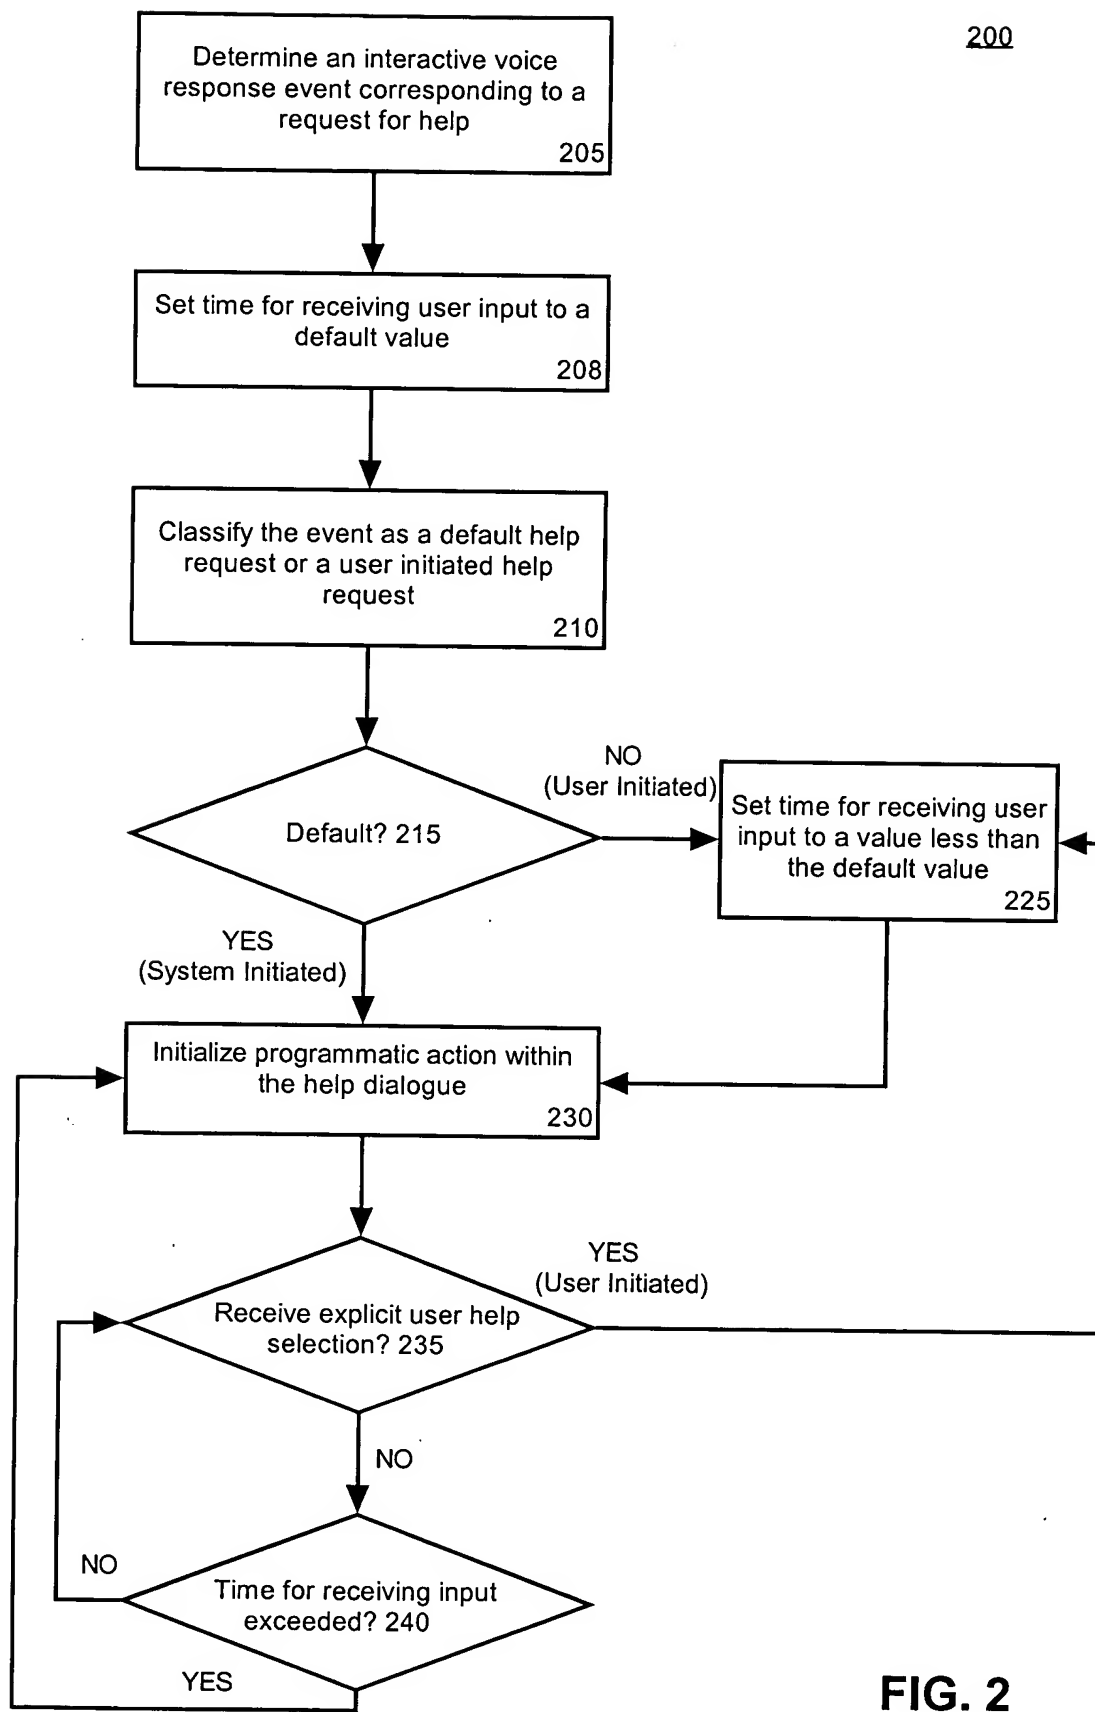 200
Determine an interactive voice
response event corresponding to a
request for help
205
Set time for receiving user input to a
default value
208
Classify the event as a default help
request or a user initiated help
request
210
NO
(User Initiated)
Default? 215
Set time for receiving user
input to a value less than
the default value
225
YES
(System Initiated)
Initialize programmatic action within
the help dialogue
230
YES
(User Initiated)
Receive explicit user help
selection? 235
NO
NO
Time for receiving input
exceeded? 240
YES
FIG. 2